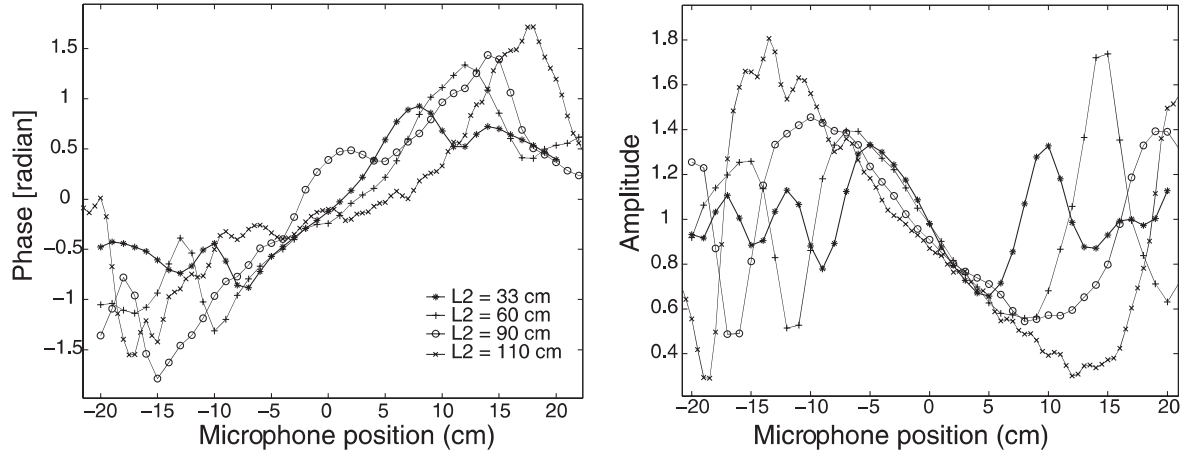 Phase [radian]
1.5
1
0.5
0
−0.5
−1
−1.5
−20 −15 −10 −5 0 5 10 15 20
Microphone position (cm)
L2 = 33 cm
L2 = 60 cm
L2 = 90 cm
L2 = 110 cm
Amplitude
1.8
1.6
1.4
1.2
1
0.8
0.6
0.4
−20 −15 −10 −5 0 5 10 15 20
Microphone position (cm)